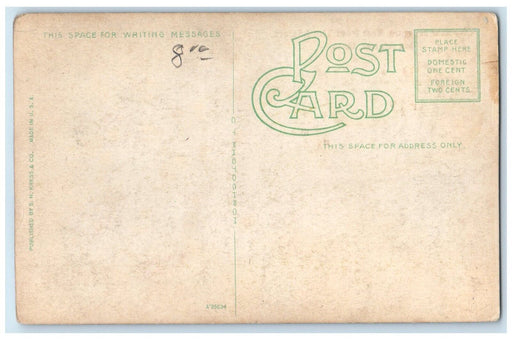 THIS SPACE FOR WRITING MESSAGES
8 00
POST
CARD
PLACE
STAMP HERE
DOMESTIC
ONE CENT
FOREIGN
TWO CENTS.
THIS SPACE FOR ADDRESS ONLY.
PUBLISHED BY S. H. KRESS & CO. MADE IN U. S. A.